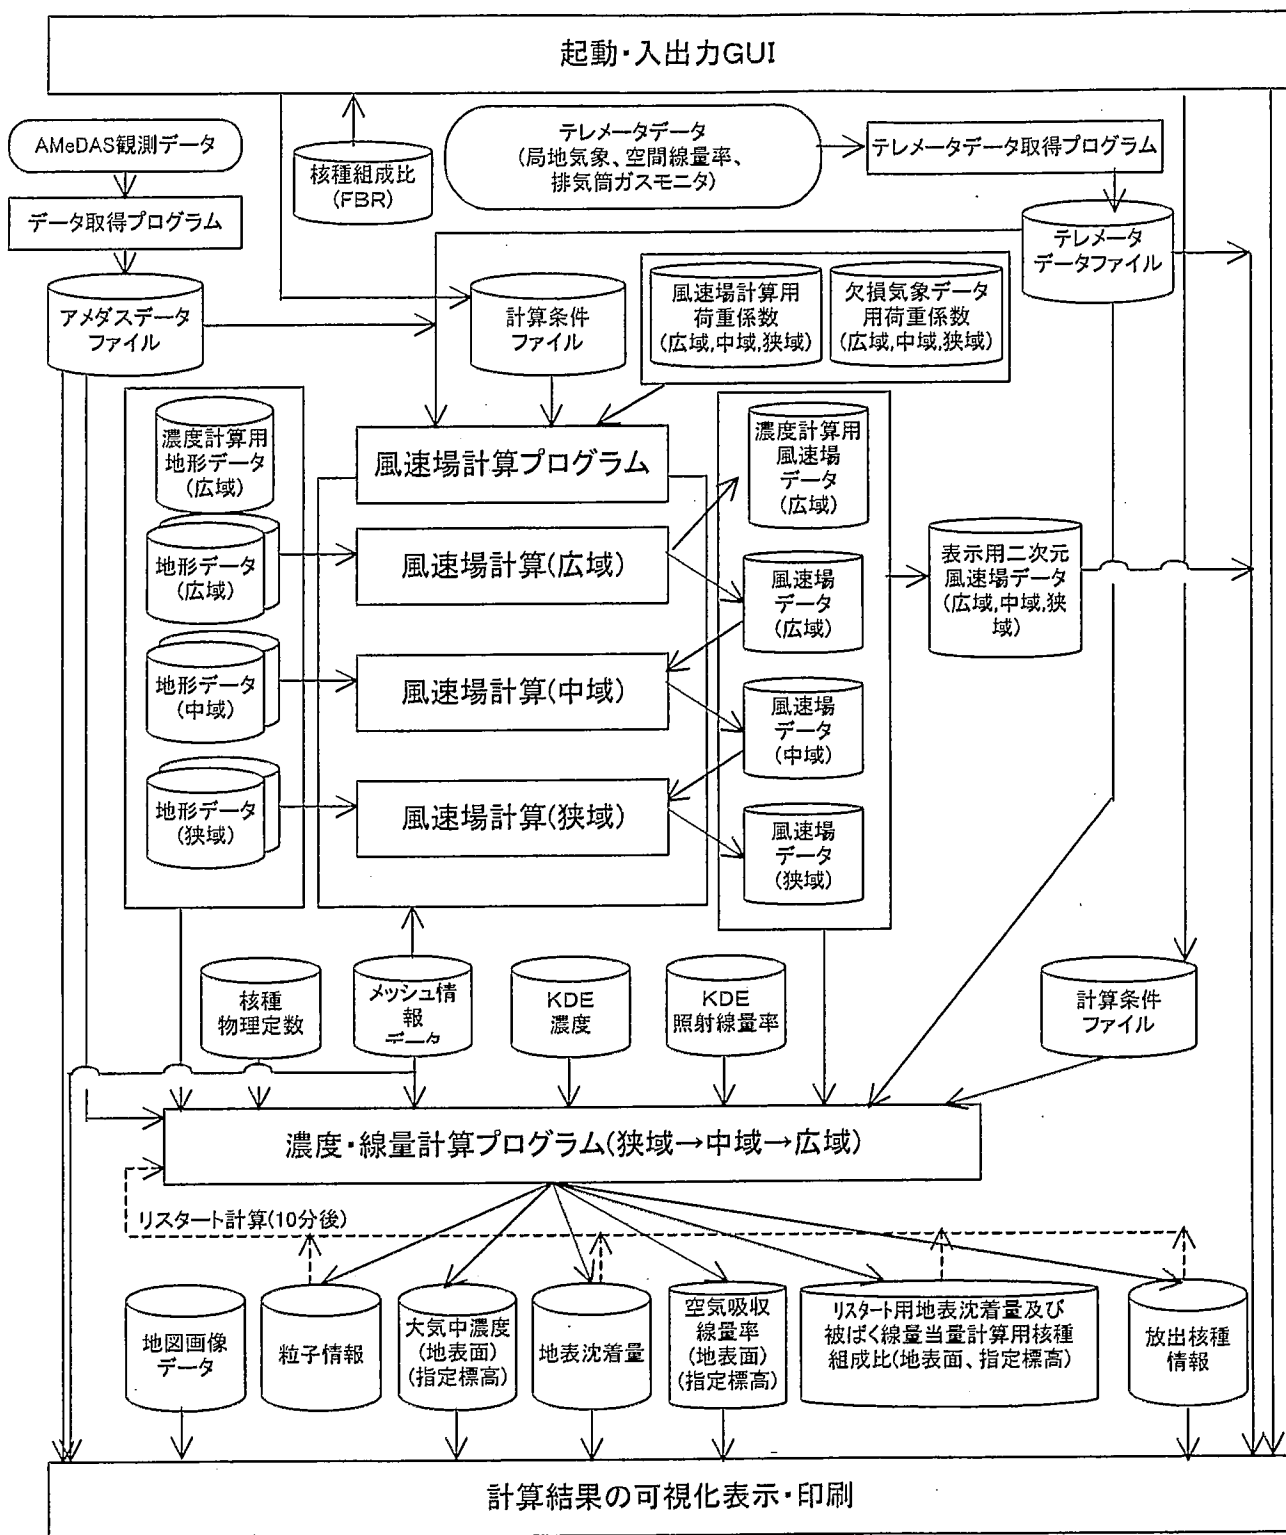 起動・入出力GUI
AMeDAS観測データ
データ取得プログラム
アメダスデータ
ファイル
核種組成比
(FBR)
テレメータデータ
(局地気象、空間線量率、
排気筒ガスモニタ)
テレメータデータ取得プログラム
テレメータ
データファイル
計算条件
ファイル
風速場計算用
荷重係数
(広域,中域,狭域)
欠損気象データ
用荷重係数
(広域,中域,狭域)
濃度計算用
地形データ
(広域)
地形データ
(広域)
地形データ
(中域)
地形データ
(狭域)
風速場計算プログラム
風速場計算(広域)
風速場計算(中域)
風速場計算(狭域)
濃度計算用
風速場
データ
(広域)
風速場
データ
(広域)
風速場
データ
(中域)
風速場
データ
(狭域)
表示用二次元
風速場データ
(広域,中域,狭
域)
核種
物理定数
メッシュ情
報
データ
KDE
濃度
KDE
照射線量率
計算条件
ファイル
濃度・線量計算プログラム(狭域→中域→広域)
リスタート計算(10分後)
地図画像
データ
粒子情報
大気中濃度
(地表面)
(指定標高)
地表沈着量
空気吸収
線量率
(地表面)
(指定標高)
リスタート用地表沈着量及び
被ばく線量当量計算用核種
組成比(地表面、指定標高)
放出核種
情報
計算結果の可視化表示・印刷